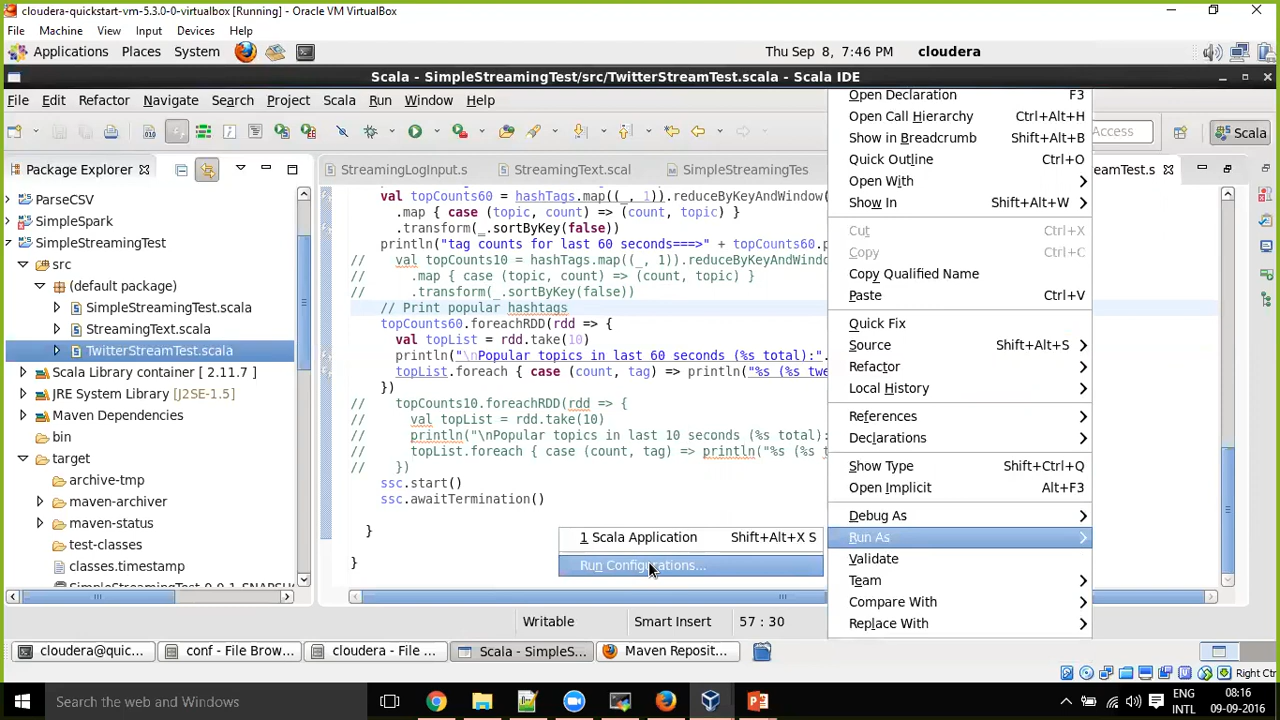 cloudera-quickstart-vm-5.3.0-0-virtualbox [Running] - Oracle VM VirtualBox
File Machine View Input Devices Help
Applications Places System Thu Sep 8, 7:46 PM cloudera
Scala - SimpleStreamingTest/src/TwitterStreamTest.scala - Scala IDE
File Edit Refactor Navigate Search Project Scala Run Window Help
Access Scala
Package Explorer
StreamingLogInput.s StreamingText.scal SimpleStreamingTes eamTest.s
ParseCSV
SimpleSpark
SimpleStreamingTest
src
(default package)
SimpleStreamingTest.scala
StreamingText.scala
TwitterStreamTest.scala
Scala Library container [ 2.11.7 ]
JRE System Library [J2SE-1.5]
Maven Dependencies
bin
target
archive-tmp
maven-archiver
maven-status
test-classes
classes.timestamp
val topCounts60 = hashTags.map((_, 1)).reduceByKeyAndWindow(
.map { case (topic, count) => (count, topic) }
.transform(_.sortByKey(false))
println("tag counts for last 60 seconds===>" + topCounts60.p
// val topCounts10 = hashTags.map((_, 1)).reduceByKeyAndWindo
// .map { case (topic, count) => (count, topic) }
// .transform(_.sortByKey(false))
// Print popular hashtags
topCounts60.foreachRDD(rdd => {
val topList = rdd.take(10)
println("\nPopular topics in last 60 seconds (%s total):".
topList.foreach { case (count, tag) => println("%s (%s twe
})
// topCounts10.foreachRDD(rdd => {
// val topList = rdd.take(10)
// println("\nPopular topics in last 10 seconds (%s total):
// topList.foreach { case (count, tag) => println("%s (%s
// })
ssc.start()
ssc.awaitTermination()
}
}
Open Declaration F3
Open Call Hierarchy Ctrl+Alt+H
Show in Breadcrumb Shift+Alt+B
Quick Outline Ctrl+O
Open With
Show In Shift+Alt+W
Cut Ctrl+X
Copy Ctrl+C
Copy Qualified Name
Paste Ctrl+V
Quick Fix
Source Shift+Alt+S
Refactor
Local History
References
Declarations
Show Type Shift+Ctrl+Q
Open Implicit Alt+F3
Debug As
Run As
Validate
Team
Compare With
Replace With
1 Scala Application Shift+Alt+X S
Run Configurations...
Writable Smart Insert 57 : 30
cloudera@quic... conf - File Brow... cloudera - File ... Scala - SimpleS... Maven Reposit...
Right Ctrl
Search the web and Windows
ENG
INTL
08:16
09-09-2016